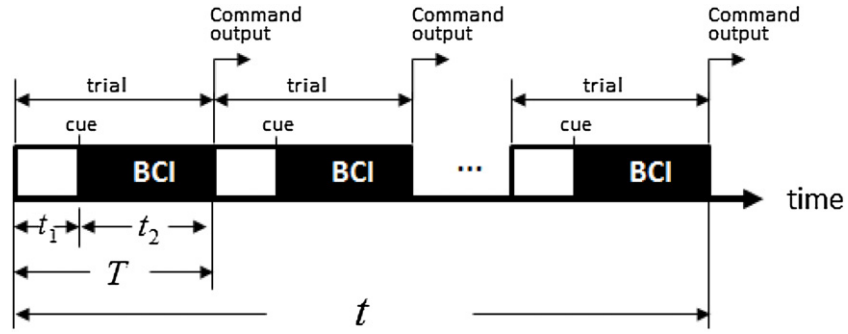 Command
output
Command
output
Command
output
trial
trial
trial
cue
cue
cue
BCI
BCI
...
BCI
time
t1
t2
T
t